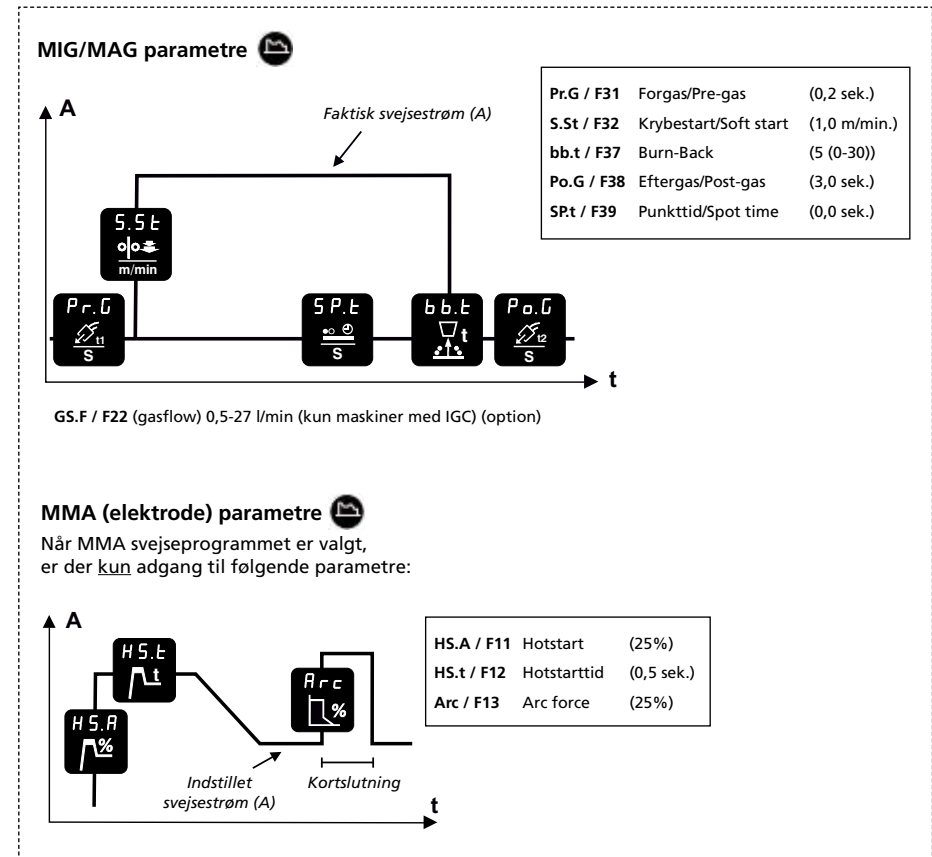 MIG/MAG parametre
A
Faktisk svejsestrøm (A)
Pr.G / F31 Forgas/Pre-gas (0,2 sek.)
S.St / F32 Krybestart/Soft start (1,0 m/min.)
bb.t / F37 Burn-Back (5 (0-30))
Po.G / F38 Eftergas/Post-gas (3,0 sek.)
SP.t / F39 Punkttid/Spot time (0,0 sek.)
S.St
m/min
Pr.G
t1
S
SP.t
S
bb.t
t
Po.G
t2
S
t
GS.F / F22 (gasflow) 0,5-27 l/min (kun maskiner med IGC) (option)
MMA (elektrode) parametre
Når MMA svejseprogrammet er valgt,
er der kun adgang til følgende parametre:
A
HS.t
t
HS.A
%
Arc
%
HS.A / F11 Hotstart (25%)
HS.t / F12 Hotstarttid (0,5 sek.)
Arc / F13 Arc force (25%)
Indstillet
svejsestrøm (A)
Kortslutning
t